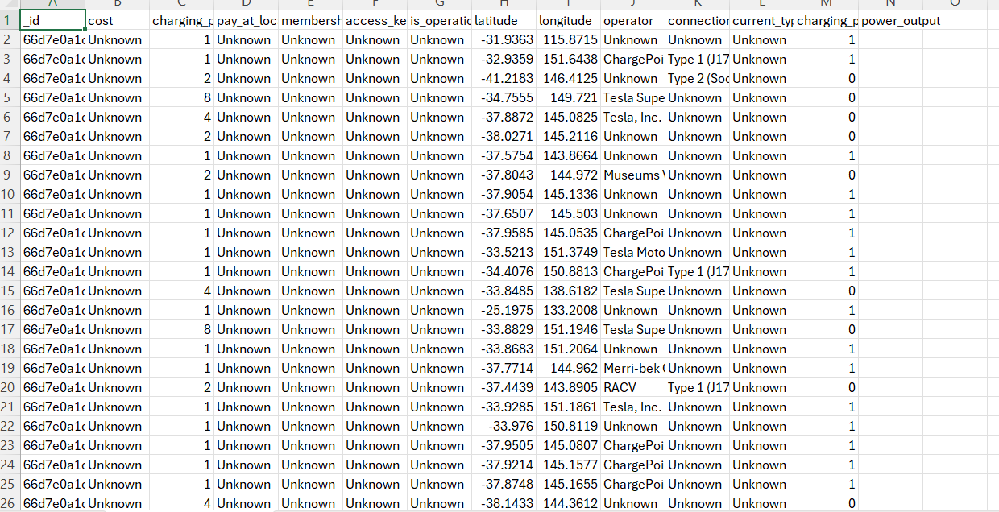 A B C D E F G H I J K L M N O
1 _id cost charging_p pay_at_loc membersh access_ke is_operatic latitude longitude operator connection current_typ charging_p power_output
2 66d7e0a1c Unknown 1 Unknown Unknown Unknown Unknown -31.9363 115.8715 Unknown Unknown Unknown 1
3 66d7e0a1c Unknown 1 Unknown Unknown Unknown Unknown -32.9359 151.6438 ChargePoi Type 1 (J17 Unknown 1
4 66d7e0a1c Unknown 2 Unknown Unknown Unknown Unknown -41.2183 146.4125 Unknown Type 2 (Soc Unknown 0
5 66d7e0a1c Unknown 8 Unknown Unknown Unknown Unknown -34.7555 149.721 Tesla Supe Unknown Unknown 0
6 66d7e0a1c Unknown 4 Unknown Unknown Unknown Unknown -37.8872 145.0825 Tesla, Inc. Unknown Unknown 0
7 66d7e0a1c Unknown 2 Unknown Unknown Unknown Unknown -38.0271 145.2116 Unknown Unknown Unknown 0
8 66d7e0a1c Unknown 1 Unknown Unknown Unknown Unknown -37.5754 143.8664 Unknown Unknown Unknown 1
9 66d7e0a1c Unknown 2 Unknown Unknown Unknown Unknown -37.8043 144.972 Museums V Unknown Unknown 0
10 66d7e0a1c Unknown 1 Unknown Unknown Unknown Unknown -37.9054 145.1336 Unknown Unknown Unknown 1
11 66d7e0a1c Unknown 1 Unknown Unknown Unknown Unknown -37.6507 145.503 Unknown Unknown Unknown 1
12 66d7e0a1c Unknown 1 Unknown Unknown Unknown Unknown -37.9585 145.0535 ChargePoi Unknown Unknown 1
13 66d7e0a1c Unknown 1 Unknown Unknown Unknown Unknown -33.5213 151.3749 Tesla Moto Unknown Unknown 1
14 66d7e0a1c Unknown 1 Unknown Unknown Unknown Unknown -34.4076 150.8813 ChargePoi Type 1 (J17 Unknown 1
15 66d7e0a1c Unknown 4 Unknown Unknown Unknown Unknown -33.8485 138.6182 Tesla Supe Unknown Unknown 0
16 66d7e0a1c Unknown 1 Unknown Unknown Unknown Unknown -25.1975 133.2008 Unknown Unknown Unknown 1
17 66d7e0a1c Unknown 8 Unknown Unknown Unknown Unknown -33.8829 151.1946 Tesla Supe Unknown Unknown 0
18 66d7e0a1c Unknown 1 Unknown Unknown Unknown Unknown -33.8683 151.2064 Unknown Unknown Unknown 1
19 66d7e0a1c Unknown 1 Unknown Unknown Unknown Unknown -37.7714 144.962 Merri-bek Unknown Unknown 1
20 66d7e0a1c Unknown 2 Unknown Unknown Unknown Unknown -37.4439 143.8905 RACV Type 1 (J17 Unknown 0
21 66d7e0a1c Unknown 1 Unknown Unknown Unknown Unknown -33.9285 151.1861 Tesla, Inc. Unknown Unknown 1
22 66d7e0a1c Unknown 1 Unknown Unknown Unknown Unknown -33.976 150.8119 Unknown Unknown Unknown 1
23 66d7e0a1c Unknown 1 Unknown Unknown Unknown Unknown -37.9505 145.0807 ChargePoi Unknown Unknown 1
24 66d7e0a1c Unknown 1 Unknown Unknown Unknown Unknown -37.9214 145.1577 ChargePoi Unknown Unknown 1
25 66d7e0a1c Unknown 1 Unknown Unknown Unknown Unknown -37.8748 145.1655 ChargePoi Unknown Unknown 1
26 66d7e0a1c Unknown 4 Unknown Unknown Unknown Unknown -38.1433 144.3612 Unknown Unknown Unknown 0